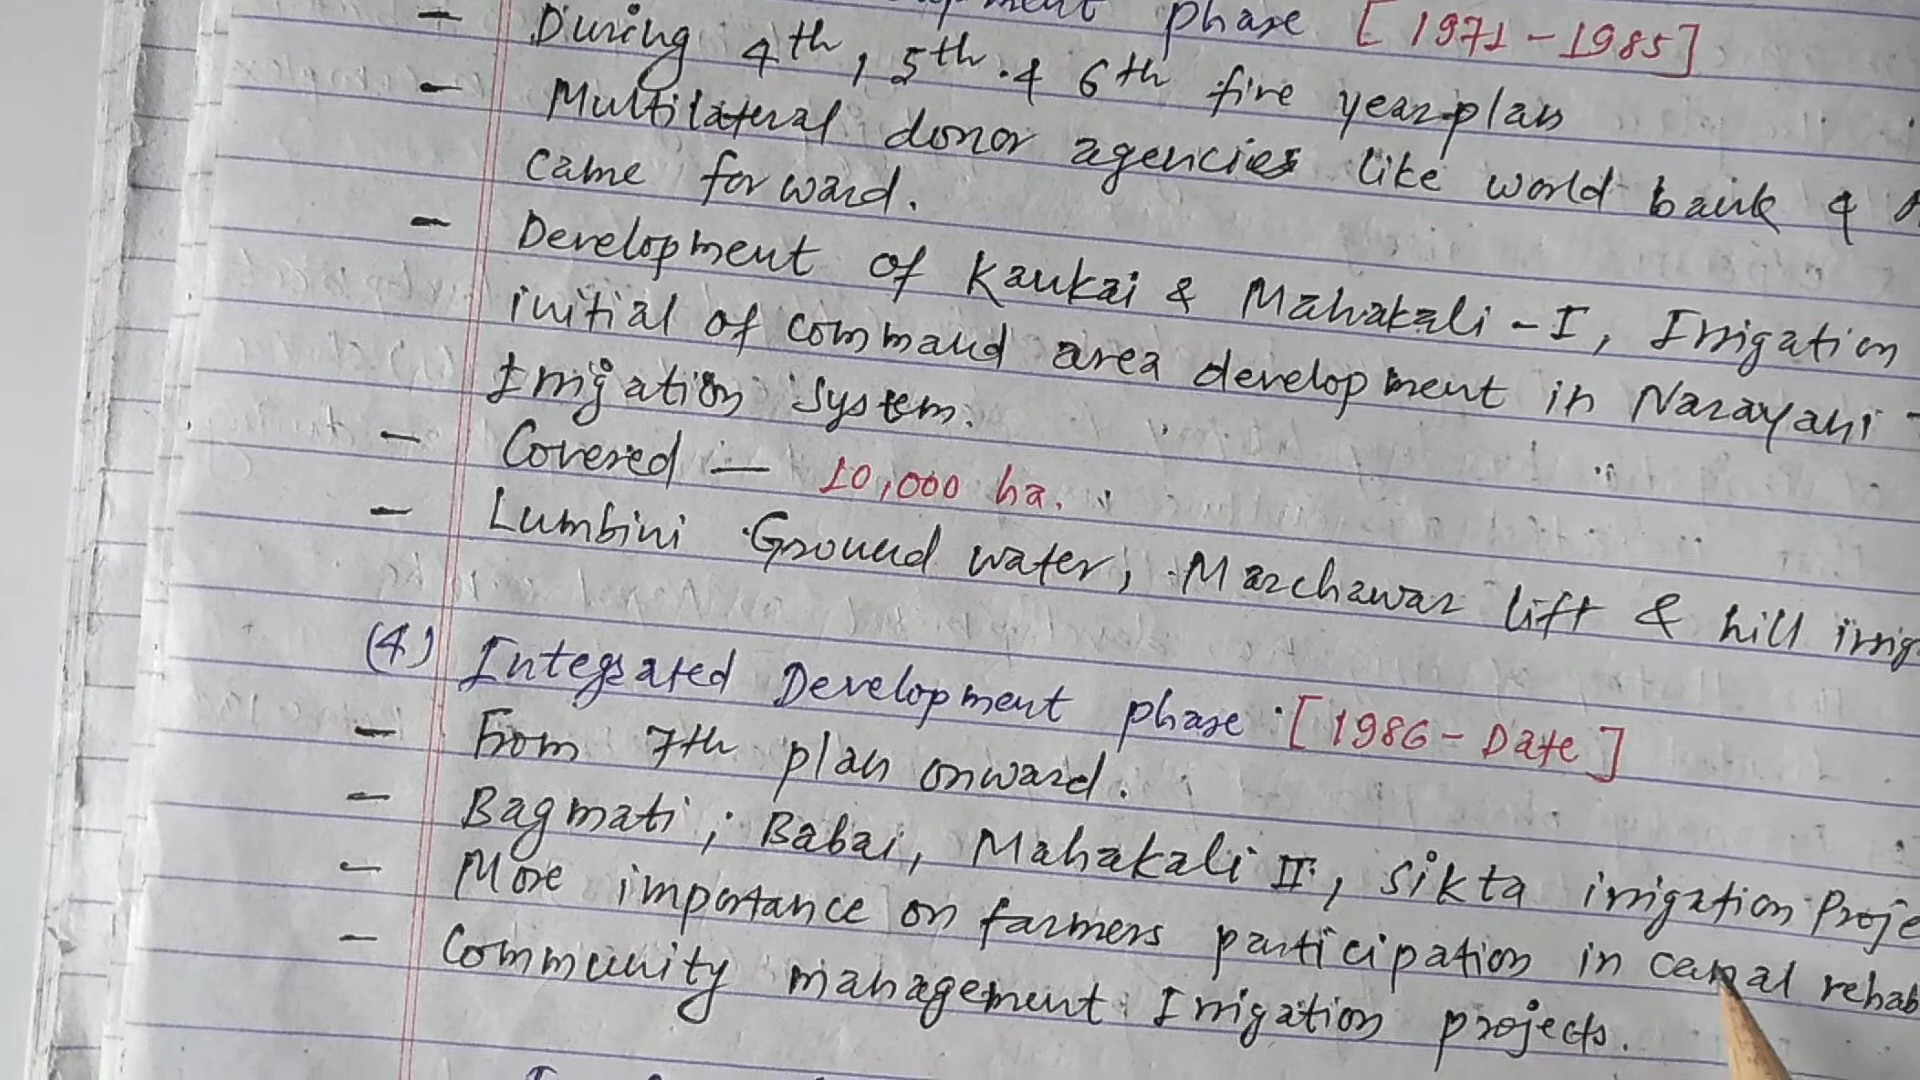 phase [1971-1985]
- During 4th, 5th & 6th five year plan
- Multilateral donor agencies like world bank &
came forward.
- Development of Kankai & Mahakali-I, Irrigation
initial of command area development in Narayani
Irrigation system.
- Covered — 10,000 ha.
- Lumbini Ground water, Marchawar lift & hill
(4) Integrated Development phase [1986-Date]
- From 7th plan onward.
- Bagmati, Babai, Mahakali II, Sikta irrigation
- More importance on farmers participation in canal
- Community management Irrigation projects.